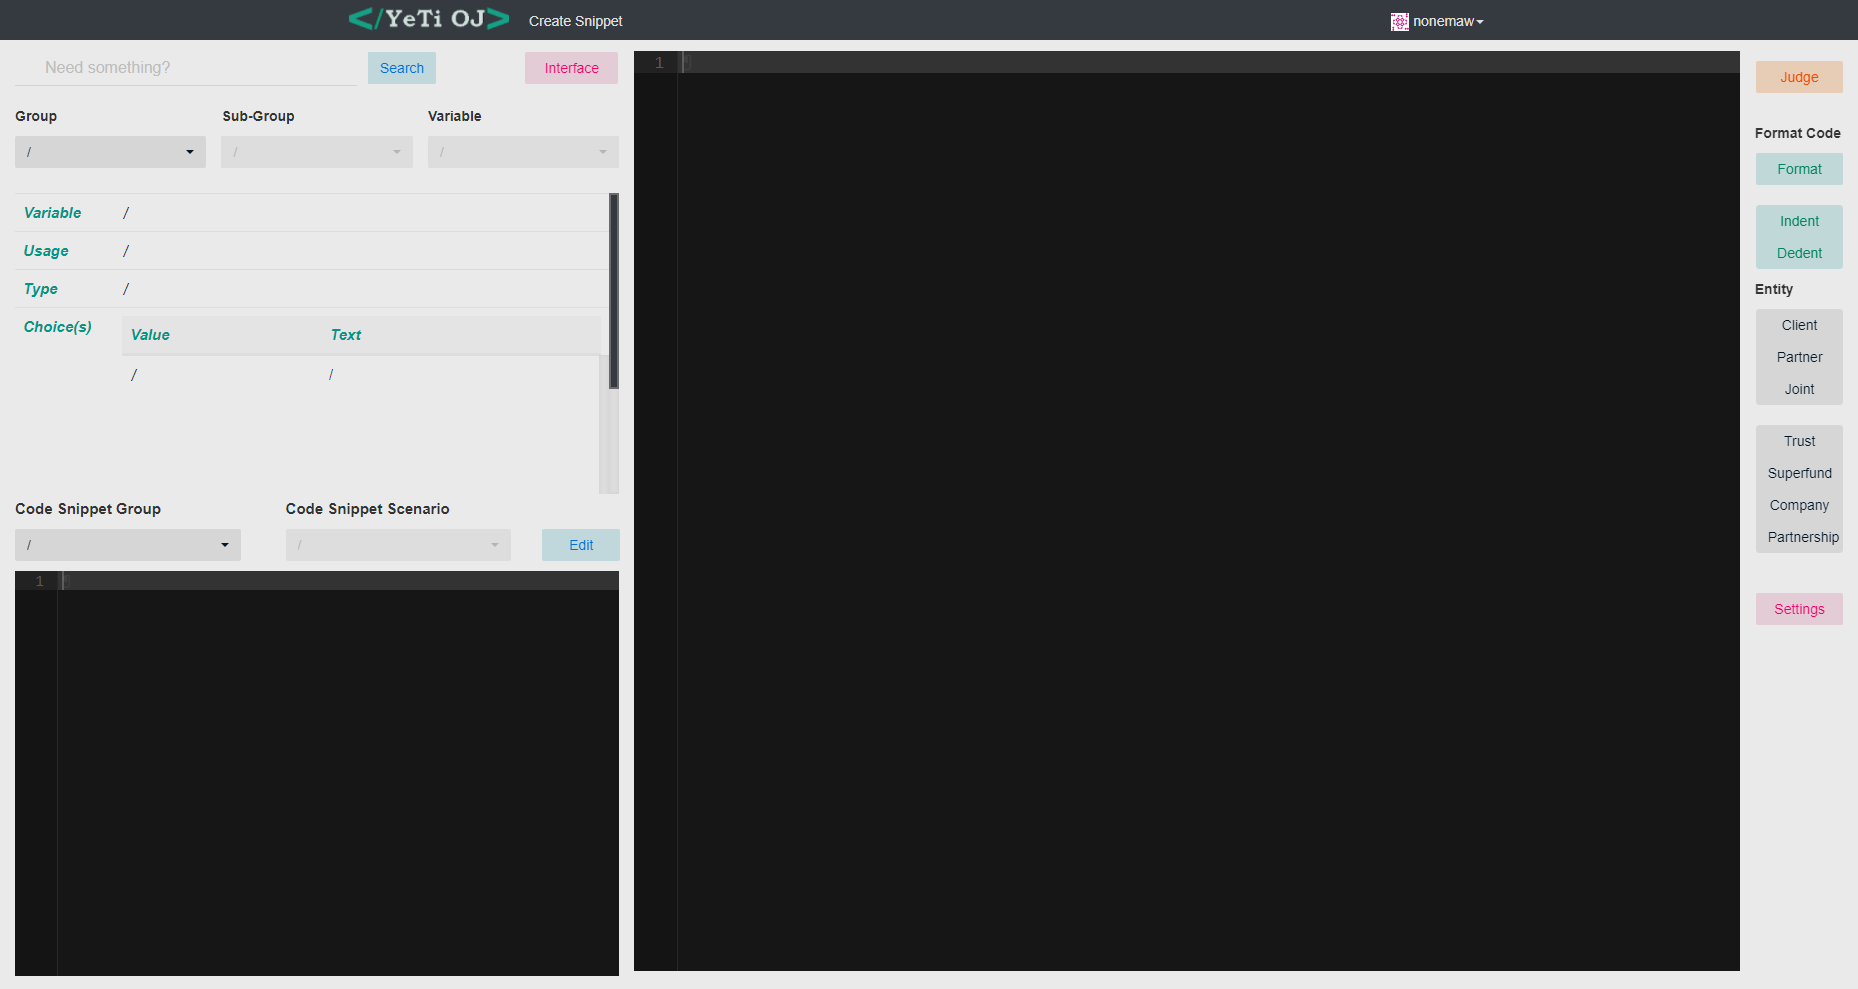 </YeTi OJ> Create Snippet nonemaw
Need something? Search Interface
Group Sub-Group Variable
/ / /
Variable /
Usage /
Type /
Choice(s) Value Text
/ /
Code Snippet Group Code Snippet Scenario
/ / Edit
1
1
Judge
Format Code
Format
Indent
Dedent
Entity
Client
Partner
Joint
Trust
Superfund
Company
Partnership
Settings